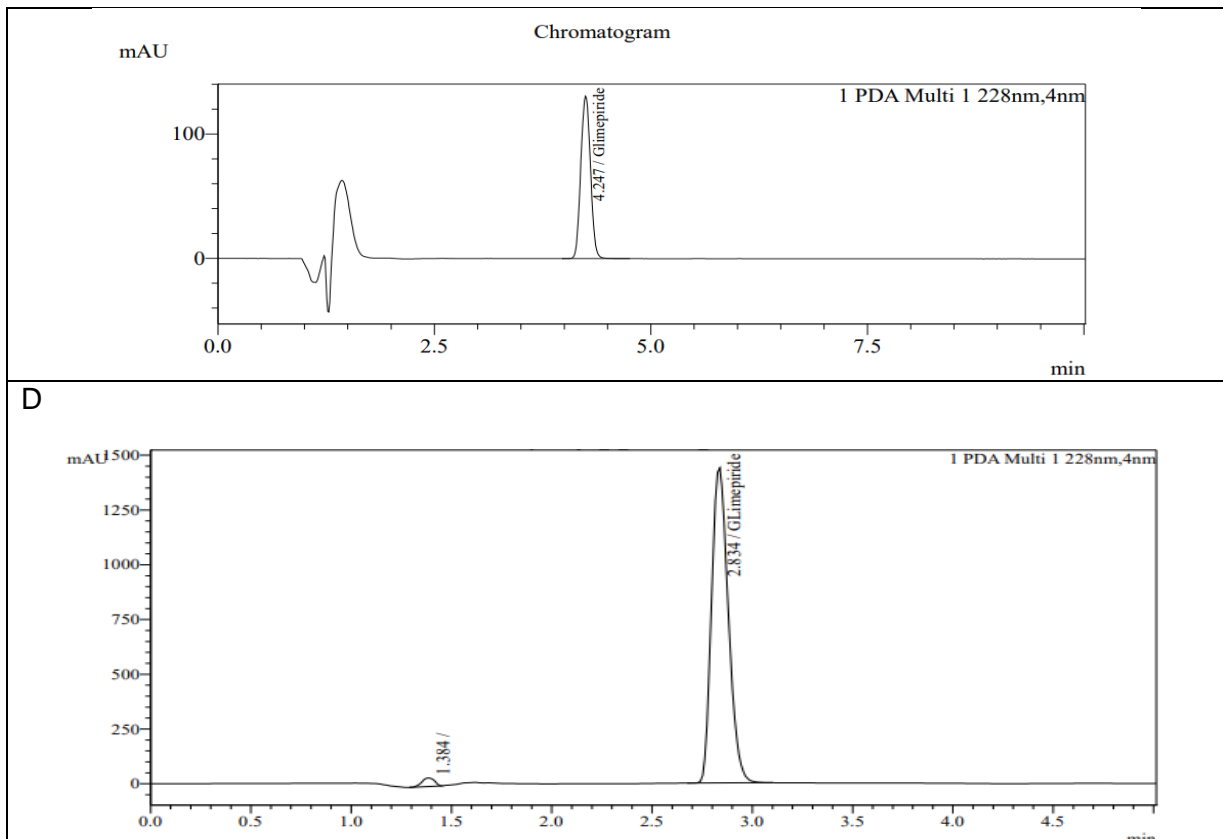 Chromatogram
mAU
1 PDA Multi 1 228nm,4nm
4.247 / Glimepiride
100
0
0.0 2.5 5.0 7.5
min
D
mAU 1500
1 PDA Multi 1 228nm,4nm
2.834 / GLimepiride
1250
1000
750
500
250
1.384 /
0
0.0 0.5 1.0 1.5 2.0 2.5 3.0 3.5 4.0 4.5
min